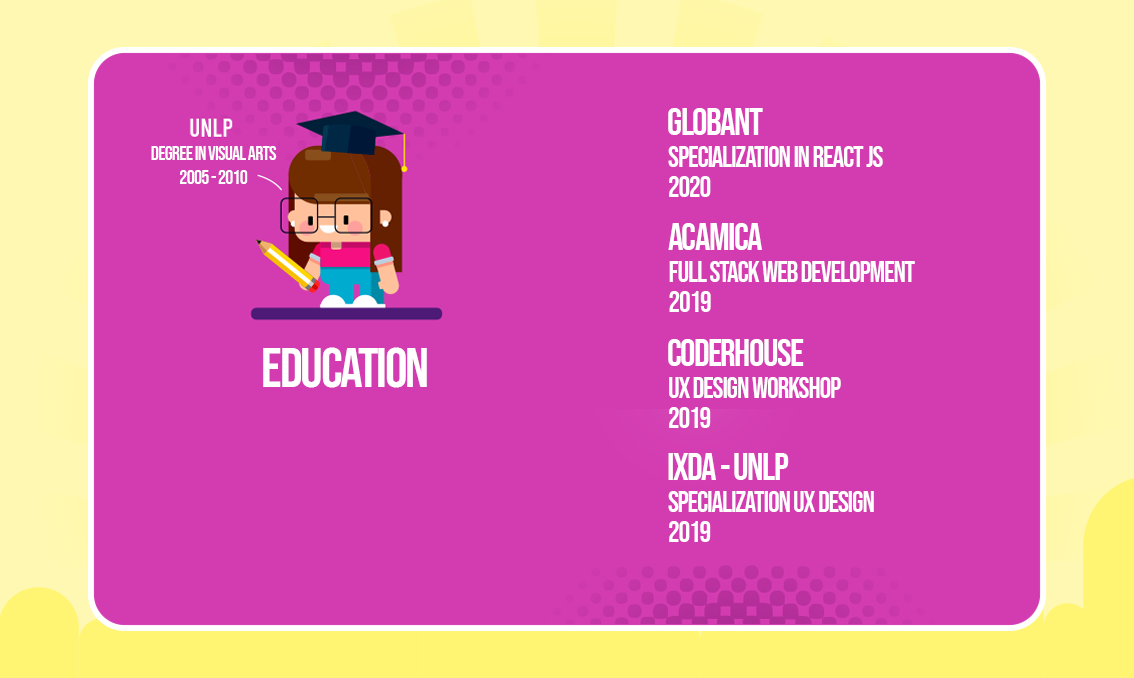 UNLP
DEGREE IN VISUAL ARTS
2005 - 2010
EDUCATION
GLOBANT
SPECIALIZATION IN REACT JS
2020
ACAMICA
FULL STACK WEB DEVELOPMENT
2019
CODERHOUSE
UX DESIGN WORKSHOP
2019
IXDA - UNLP
SPECIALIZATION UX DESIGN
2019